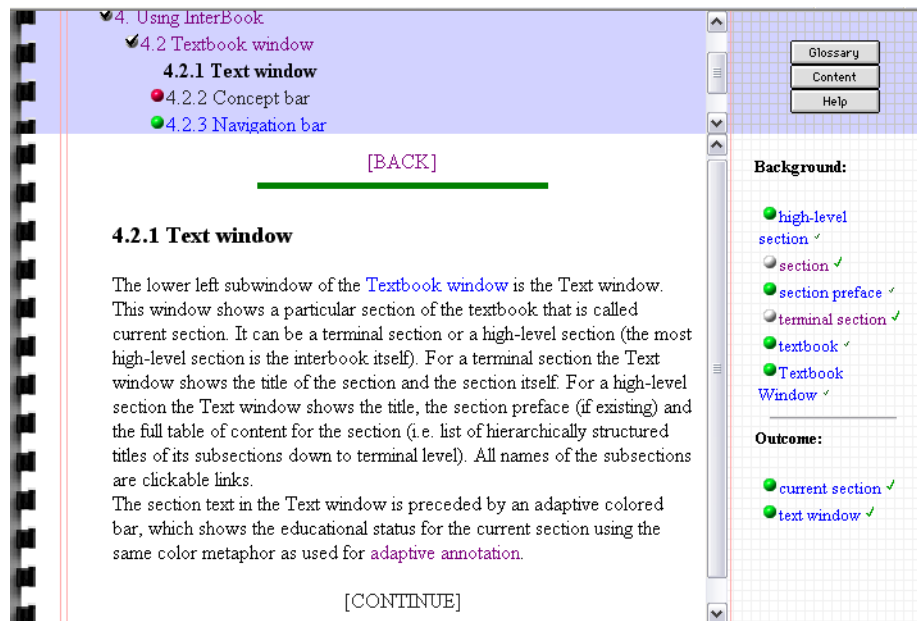 4. Using InterBook
4.2 Textbook window
4.2.1 Text window
4.2.2 Concept bar
4.2.3 Navigation bar
Glossary
Content
Help
[BACK]
4.2.1 Text window
The lower left subwindow of the Textbook window is the Text window.
This window shows a particular section of the textbook that is called
current section. It can be a terminal section or a high-level section (the most
high-level section is the interbook itself). For a terminal section the Text
window shows the title of the section and the section itself. For a high-level
section the Text window shows the title, the section preface (if existing) and
the full table of content for the section (i.e. list of hierarchically structured
titles of its subsections down to terminal level). All names of the subsections
are clickable links.
The section text in the Text window is preceded by an adaptive colored
bar, which shows the educational status for the current section using the
same color metaphor as used for adaptive annotation.
[CONTINUE]
Background:
high-level
section
section
section preface
terminal section
textbook
Textbook
Window
Outcome:
current section
text window